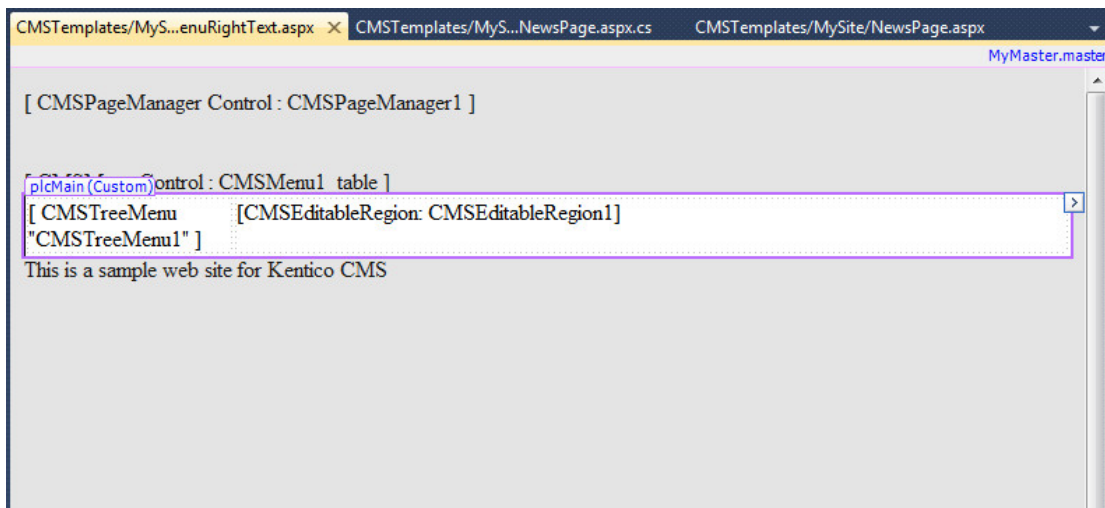 CMSTemplates/MyS...enuRightText.aspx CMSTemplates/MyS...NewsPage.aspx.cs CMSTemplates/MySite/NewsPage.aspx
MyMaster.master
[ CMSPageManager Control : CMSPageManager1 ]
Control : CMSMenu1 table ]
plcMain (Custom)
[ CMSTreeMenu [CMSEditableRegion: CMSEditableRegion1]
"CMSTreeMenu1" ]
This is a sample web site for Kentico CMS